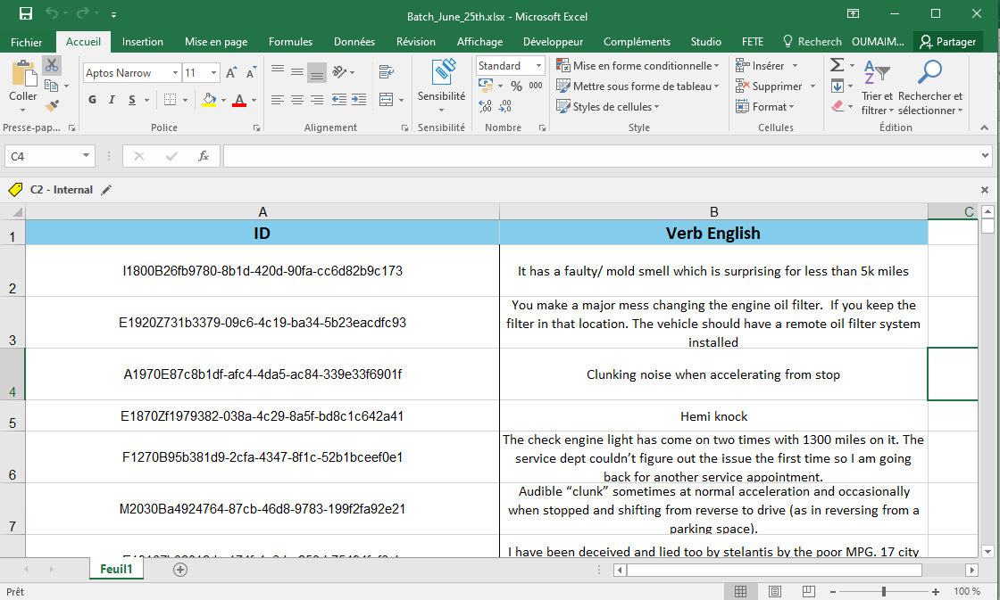 Batch_June_25th.xlsx - Microsoft Excel
Fichier Accueil Insertion Mise en page Formules Données Révision Affichage Développeur Compléments Studio FETE Recherch OUMAIM... Partager
Coller
Presse-pap...
Aptos Narrow 11
G I S
Police
Alignement
Sensibilité
Sensibilité
Standard
% 000
Nombre
Mise en forme conditionnelle
Mettre sous forme de tableau
Styles de cellules
Style
Insérer
Supprimer
Format
Cellules
Trier et filtrer
Rechercher et sélectionner
Édition
C4
fx
C2 - Internal
A B C
1 ID Verb English
2 I1800B26fb9780-8b1d-420d-90fa-cc6d82b9c173 It has a faulty/ mold smell which is surprising for less than 5k miles
3 E1920Z731b3379-09c6-4c19-ba34-5b23eacdfc93 You make a major mess changing the engine oil filter.  If you keep the
filter in that location. The vehicle should have a remote oil filter system
installed
4 A1970E87c8b1df-afc4-4da5-ac84-339e33f6901f Clunking noise when accelerating from stop
5 E1870Zf1979382-038a-4c29-8a5f-bd8c1c642a41 Hemi knock
6 F1270B95b381d9-2cfa-4347-8f1c-52b1bceef0e1 The check engine light has come on two times with 1300 miles on it. The
service dept couldn’t figure out the issue the first time so I am going
back for another service appointment.
7 M2030Ba4924764-87cb-46d8-9783-199f2fa92e21 Audible “clunk” sometimes at normal acceleration and occasionally
when stopped and shifting from reverse to drive (as in reversing from a
parking space).
I have been deceived and lied too by stelantis by the poor MPG. 17 city
Feuil1
Prêt
100 %